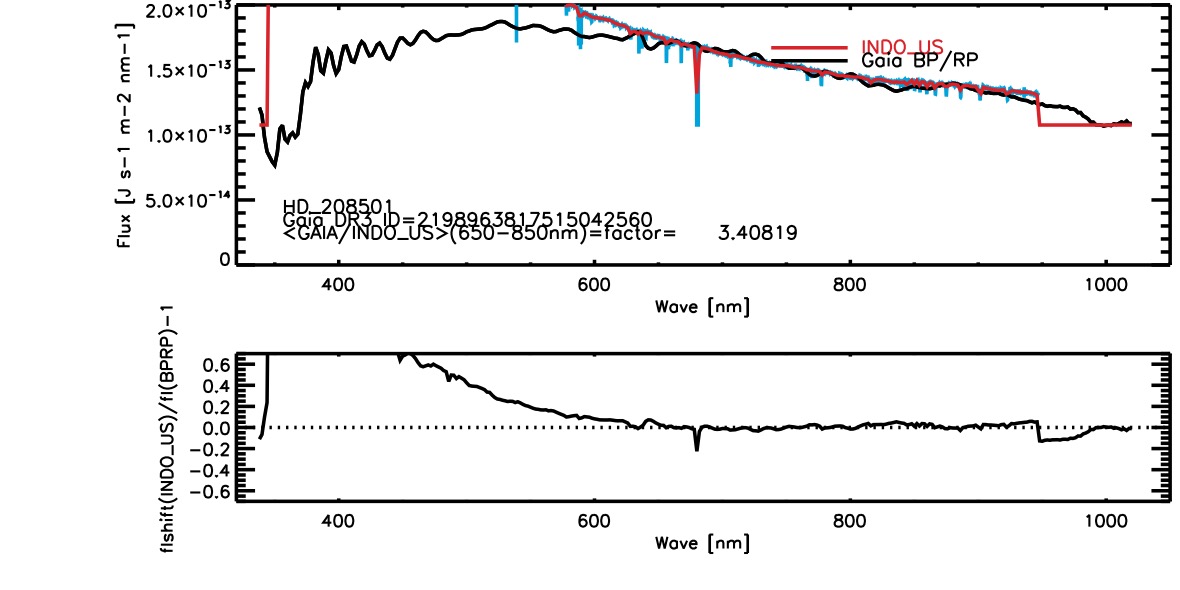 2.0×10−13
1.5×10−13
1.0×10−13
5.0×10−14
0
Flux [J s−1 m−2 nm−1]
INDO_US
Gaia BP/RP
HD_208501
Gaia DR3 ID=2198963817515042560
<GAIA/INDO_US>(650−850nm)=factor= 3.40819
400 600 800 1000
Wave [nm]
flshift(INDO_US)/fl(BPRP)−1
0.6
0.4
0.2
0.0
−0.2
−0.4
−0.6
400 600 800 1000
Wave [nm]